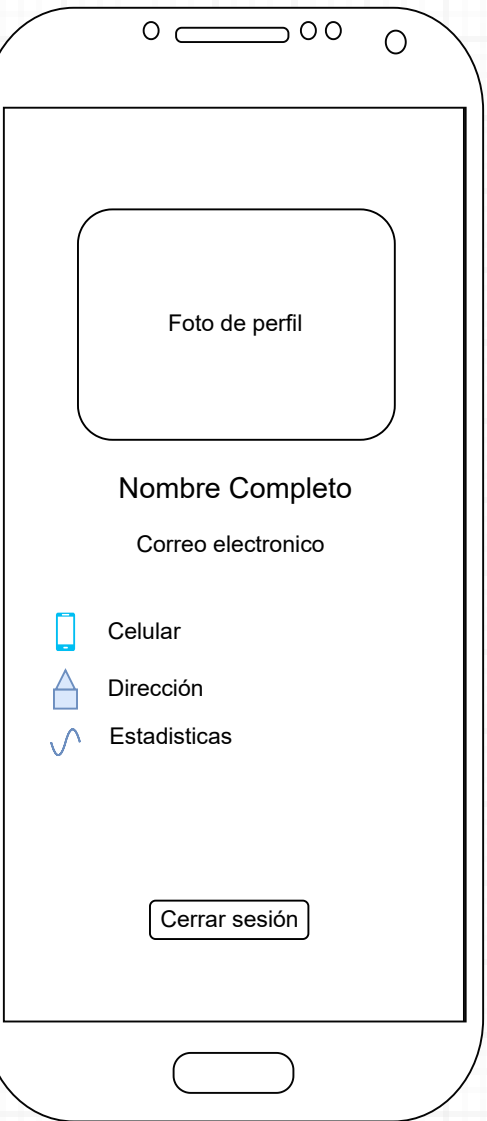 Foto de perfil
Nombre Completo
Correo electronico
Celular
Dirección
Estadisticas
Cerrar sesión